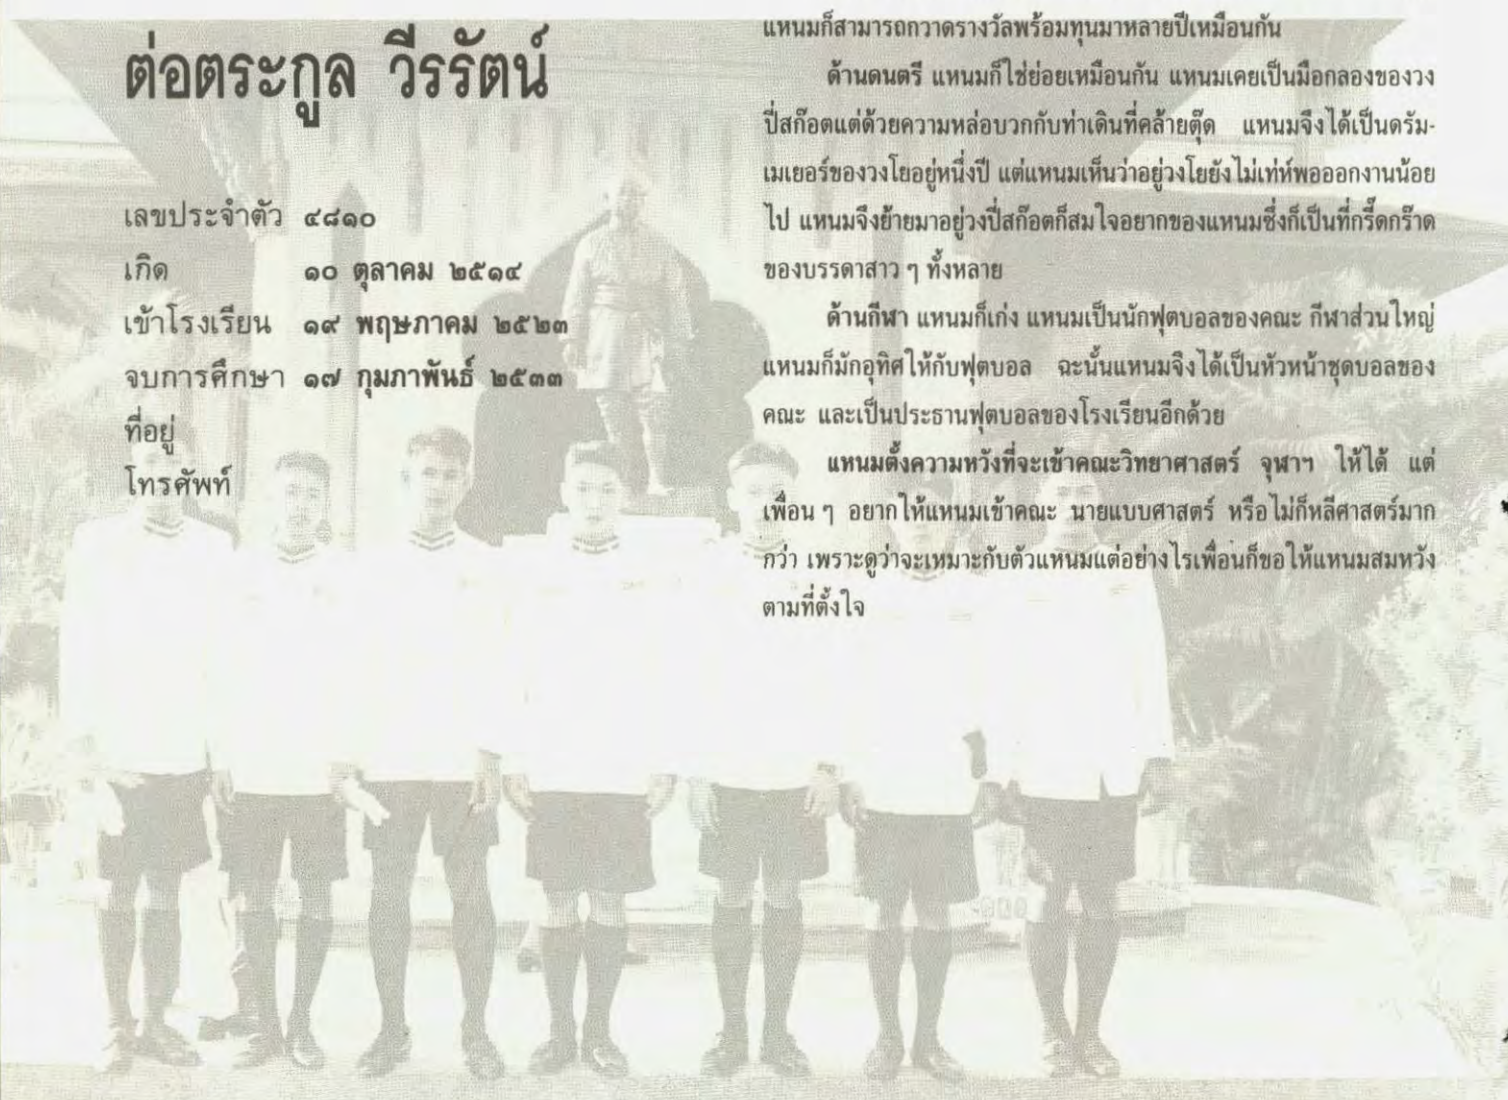 ต่อตระกูล วีรรัตน์
เลขประจำตัว ๔๘๑๐
เกิด ๑๐ ตุลาคม ๒๕๑๔
เข้าโรงเรียน ๑๙ พฤษภาคม ๒๕๒๓
จบการศึกษา ๑๗ กุมภาพันธ์ ๒๕๓๓
ที่อยู่
โทรศัพท์
แหนมก็สามารถกวาดรางวัลพร้อมทุนมาหลายปีเหมือนกัน
ด้านดนตรี แหนมก็ใช่ย่อยเหมือนกัน แหนมเคยเป็นมือกลองของวง
ปี่สก๊อตแต่ด้วยความหล่อบวกกับท่าเดินที่คล้ายตุ๊ด แหนมจึงได้เป็นดรัม-
เมเยอร์ของวงโยอยู่หนึ่งปี แต่แหนมเห็นว่าอยู่วงโยยังไม่เท่ห์พอออกงานน้อย
ไป แหนมจึงย้ายมาอยู่วงปี่สก๊อตก็สมใจอยากของแหนมซึ่งก็เป็นที่กรี๊ดกร๊าด
ของบรรดาสาว ๆ ทั้งหลาย
ด้านกีฬา แหนมก็เก่ง แหนมเป็นนักฟุตบอลของคณะ กีฬาส่วนใหญ่
แหนมก็มักอุทิศให้กับฟุตบอล ฉะนั้นแหนมจึงได้เป็นหัวหน้าชุดบอลของ
คณะ และเป็นประธานฟุตบอลของโรงเรียนอีกด้วย
แหนมตั้งความหวังที่จะเข้าคณะวิทยาศาสตร์ จุฬาฯ ให้ได้ แต่
เพื่อน ๆ อยากให้แหนมเข้าคณะ นายแบบศาสตร์ หรือไม่ก็หลีศาสตร์มาก
กว่า เพราะดูว่าจะเหมาะกับตัวแหนมแต่อย่างไรเพื่อนก็ขอให้แหนมสมหวัง
ตามที่ตั้งใจ